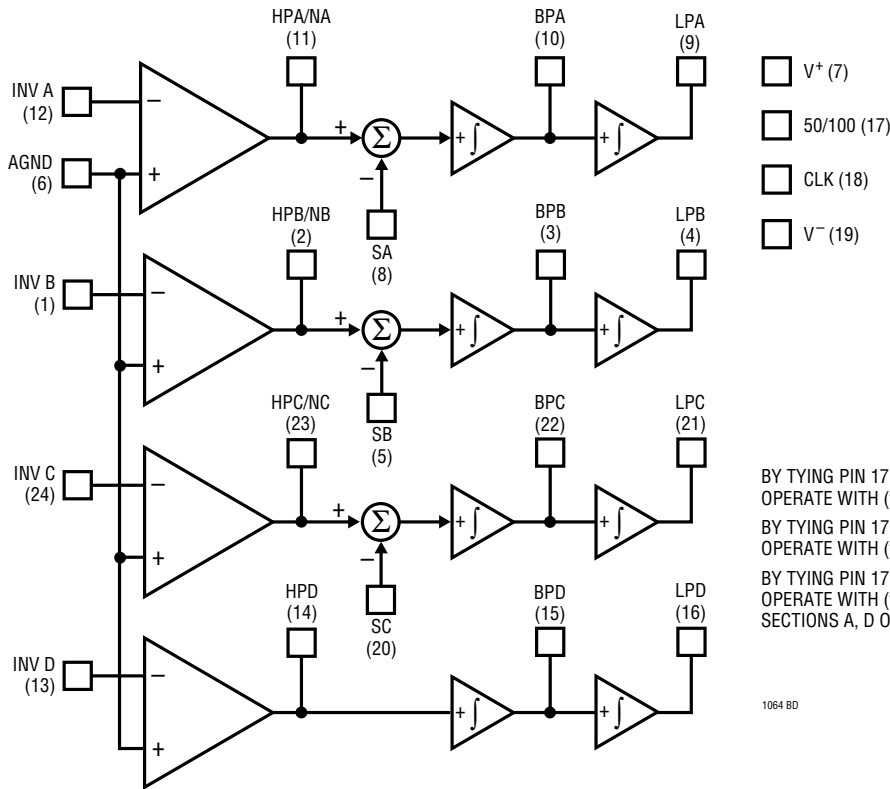 HPA/NA
(11)
BPA
(10)
LPA
(9)
INV A
(12)
−
+
AGND
(6)
+
Σ
−
SA
(8)
+ ∫
+ ∫
V⁺ (7)
50/100 (17)
CLK (18)
V⁻ (19)
HPB/NB
(2)
BPB
(3)
LPB
(4)
INV B
(1)
−
+
+
Σ
−
SB
(5)
+ ∫
+ ∫
HPC/NC
(23)
BPC
(22)
LPC
(21)
INV C
(24)
−
+
+
Σ
−
SC
(20)
+ ∫
+ ∫
HPD
(14)
BPD
(15)
LPD
(16)
INV D
(13)
−
+
+ ∫
+ ∫
BY TYING PIN 17
OPERATE WITH (
BY TYING PIN 17
OPERATE WITH (
BY TYING PIN 17
OPERATE WITH (
SECTIONS A, D O
1064 BD